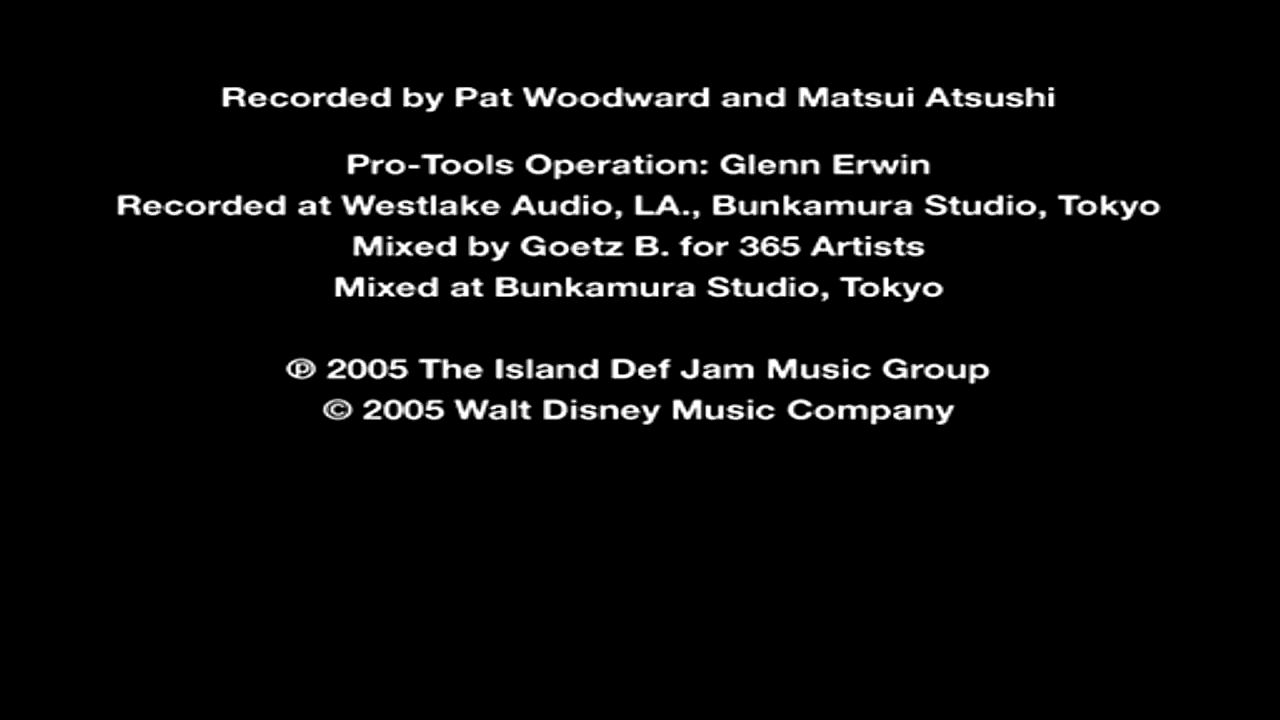 Recorded by Pat Woodward and Matsui Atsushi
Pro-Tools Operation: Glenn Erwin
Recorded at Westlake Audio, LA., Bunkamura Studio, Tokyo
Mixed by Goetz B. for 365 Artists
Mixed at Bunkamura Studio, Tokyo
℗ 2005 The Island Def Jam Music Group
© 2005 Walt Disney Music Company